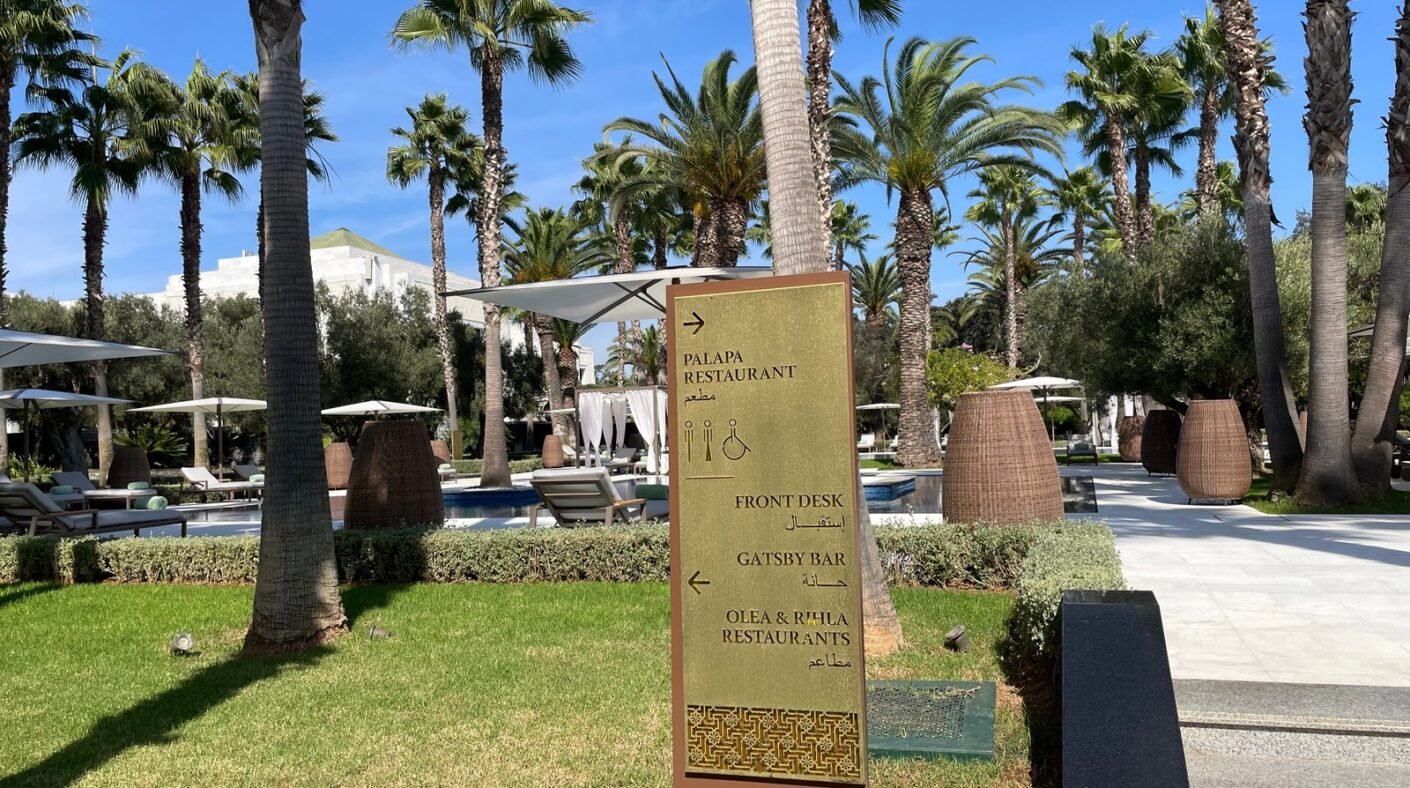 →
PALAPA
RESTAURANT
مطعم
FRONT DESK
استقبال
GATSBY BAR
حانة
←
OLEA & RIHLA
RESTAURANTS
مطاعم